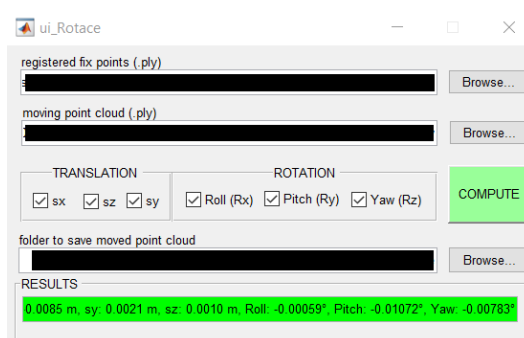 ui_Rotace
registered fix points (.ply)
Browse...
moving point cloud (.ply)
Browse...
TRANSLATION ROTATION
sx sz sy Roll (Rx) Pitch (Ry) Yaw (Rz) COMPUTE
folder to save moved point cloud
Browse...
RESULTS
0.0085 m, sy: 0.0021 m, sz: 0.0010 m, Roll: -0.00059°, Pitch: -0.01072°, Yaw: -0.00783°